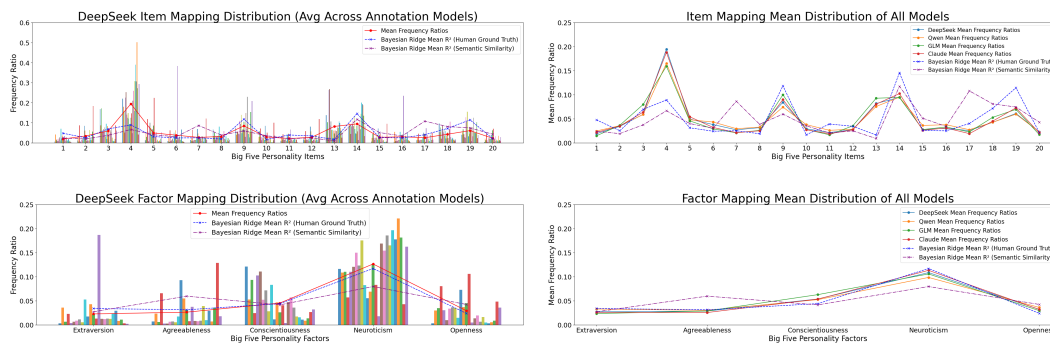 DeepSeek Item Mapping Distribution (Avg Across Annotation Models)
Frequency Ratio
0.6
0.5
0.4
0.3
0.2
0.1
0.0
Mean Frequency Ratios
Bayesian Ridge Mean R² (Human Ground Truth)
Bayesian Ridge Mean R² (Semantic Similarity)
1 2 3 4 5 6 7 8 9 10 11 12 13 14 15 16 17 18 19 20
Big Five Personality Items
Item Mapping Mean Distribution of All Models
Mean Frequency Ratio
0.25
0.20
0.15
0.10
0.05
0.00
DeepSeek Mean Frequency Ratios
Qwen Mean Frequency Ratios
GLM Mean Frequency Ratios
Claude Mean Frequency Ratios
Bayesian Ridge Mean R² (Human Ground Trut
Bayesian Ridge Mean R² (Semantic Similarity
1 2 3 4 5 6 7 8 9 10 11 12 13 14 15 16 17 18 19 20
Big Five Personality Items
DeepSeek Factor Mapping Distribution (Avg Across Annotation Models)
Frequency Ratio
0.25
0.20
0.15
0.10
0.05
0.00
Mean Frequency Ratios
Bayesian Ridge Mean R² (Human Ground Truth)
Bayesian Ridge Mean R² (Semantic Similarity)
Extraversion Agreeableness Conscientiousness Neuroticism Openness
Big Five Personality Factors
Factor Mapping Mean Distribution of All Models
Mean Frequency Ratio
0.25
0.20
0.15
0.10
0.05
0.00
DeepSeek Mean Frequency Ratios
Qwen Mean Frequency Ratios
GLM Mean Frequency Ratios
Claude Mean Frequency Ratios
Bayesian Ridge Mean R² (Human Ground Trut
Bayesian Ridge Mean R² (Semantic Similarity
Extraversion Agreeableness Conscientiousness Neuroticism Openness
Big Five Personality Factors